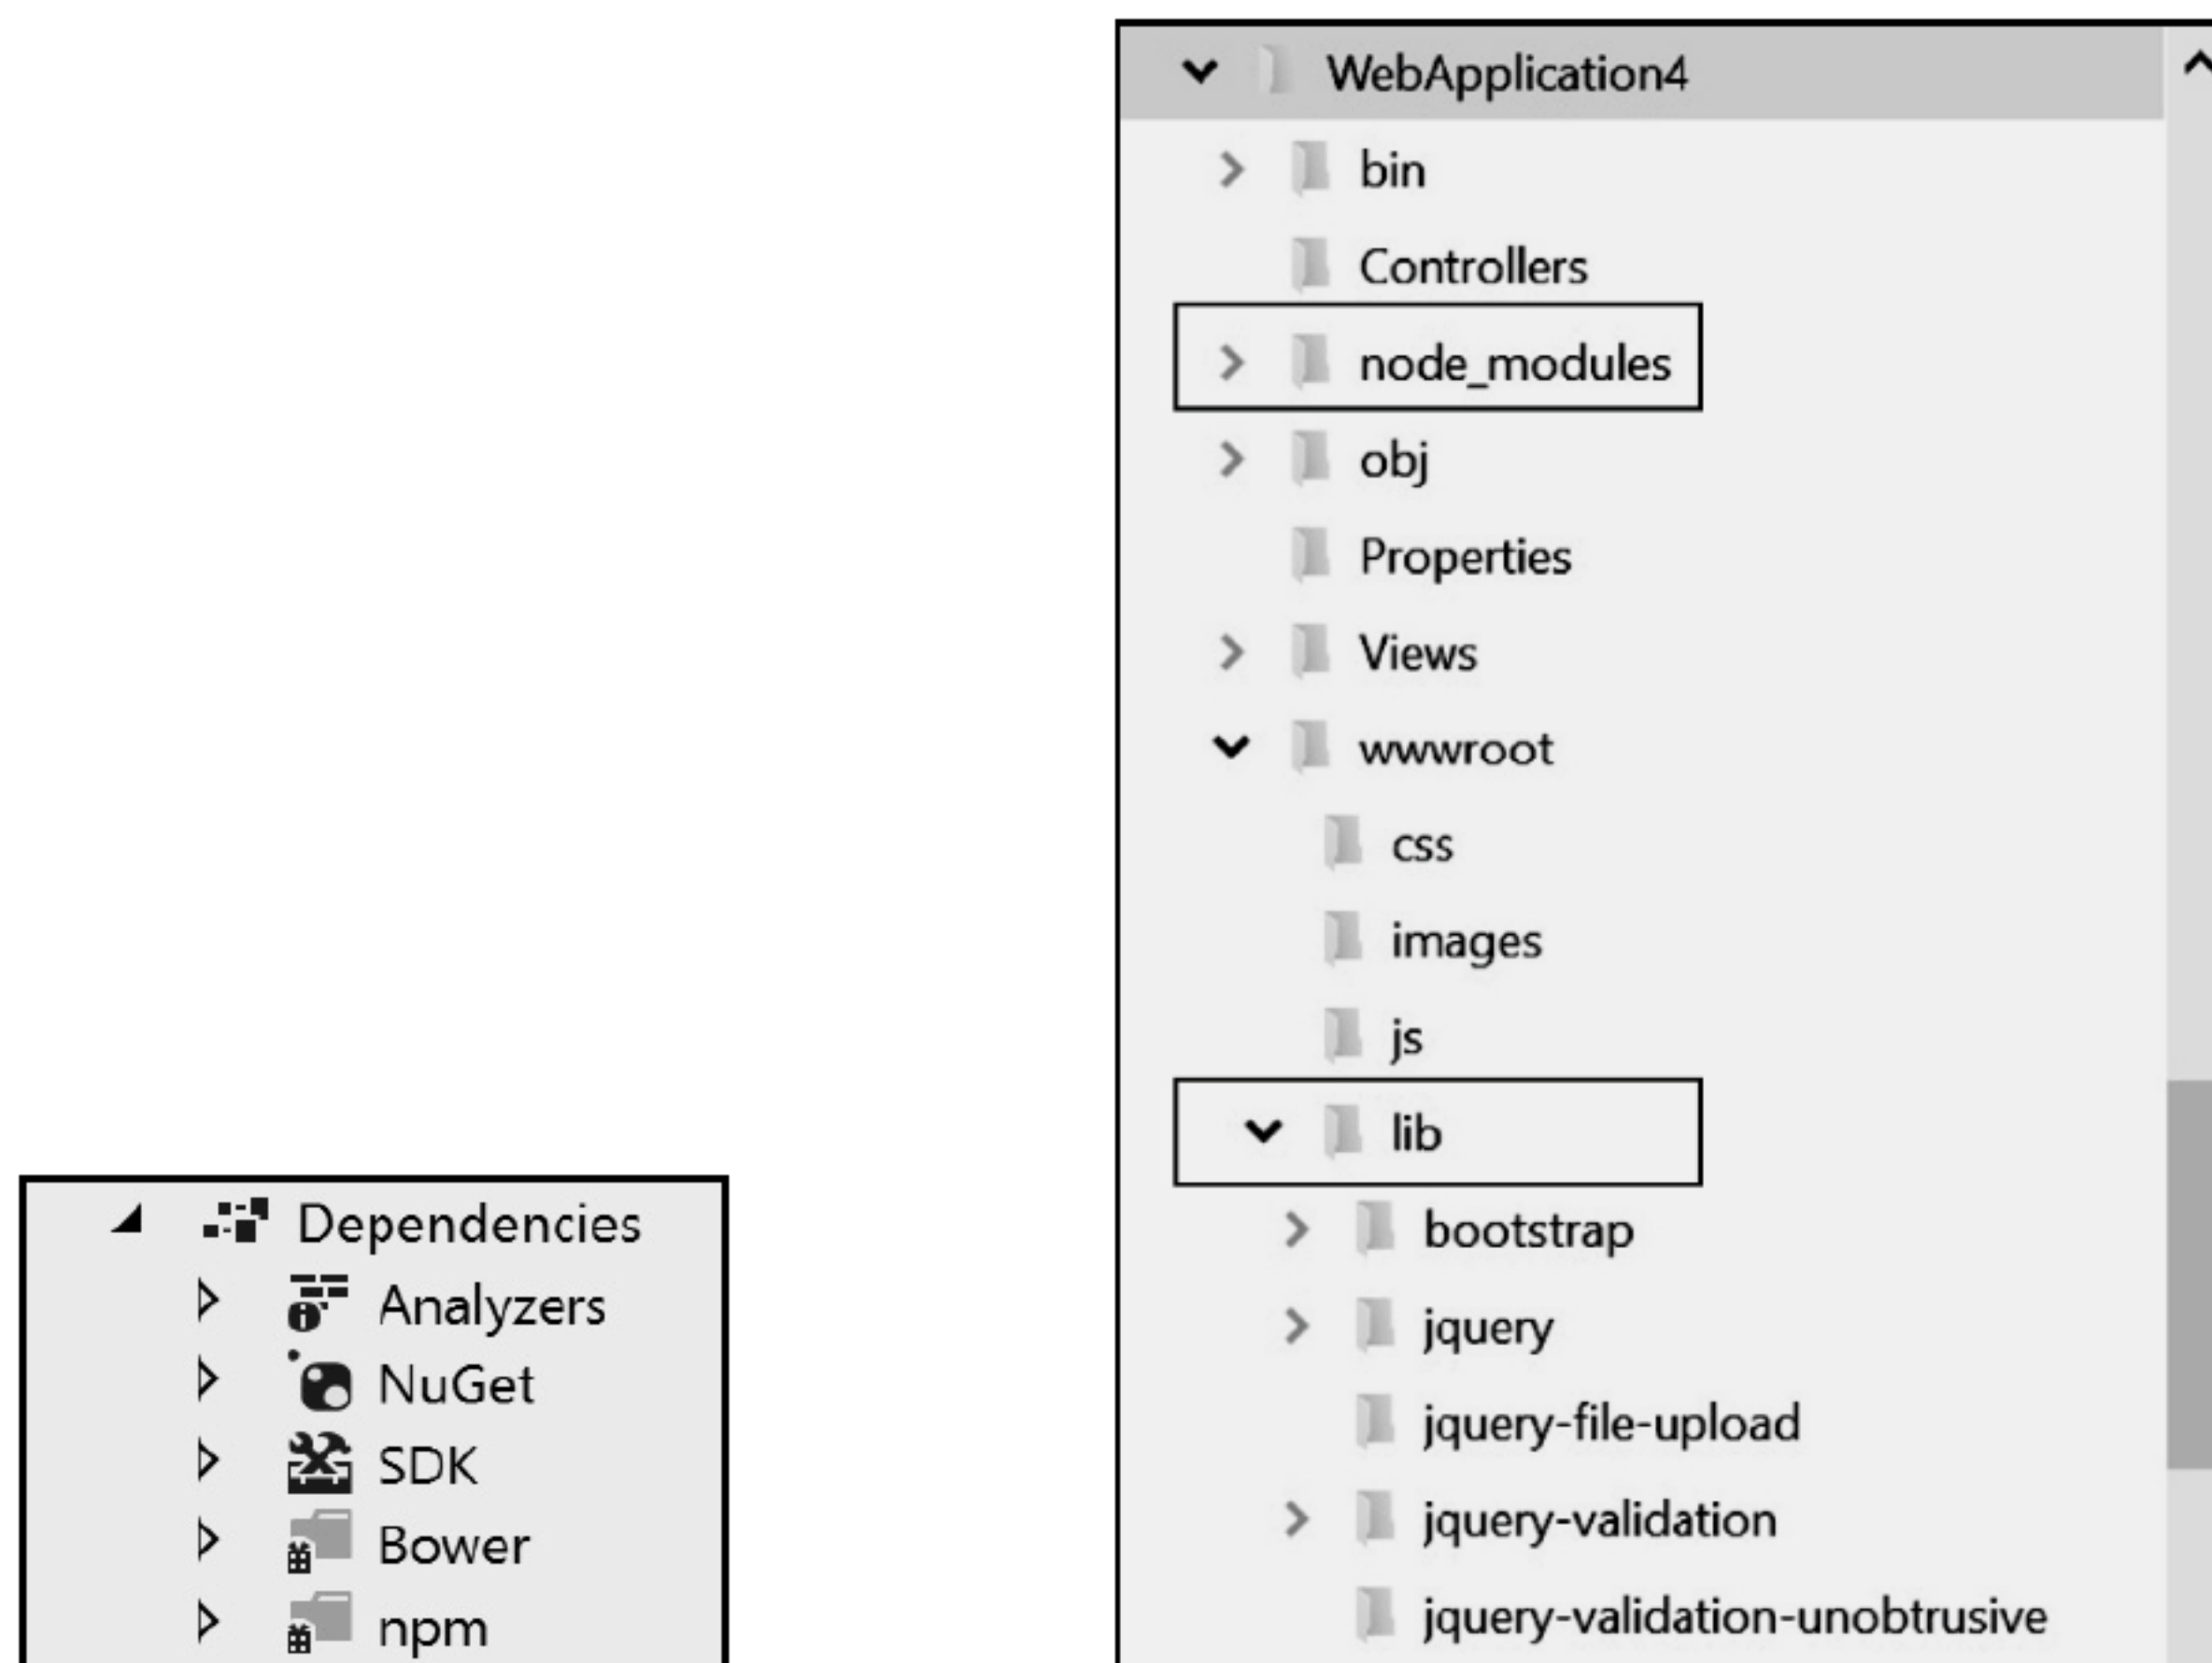 Dependencies
Analyzers
NuGet
SDK
Bower
npm
WebApplication4
bin
Controllers
node_modules
obj
Properties
Views
wwwroot
css
images
js
lib
bootstrap
jquery
jquery-file-upload
jquery-validation
jquery-validation-unobtrusive